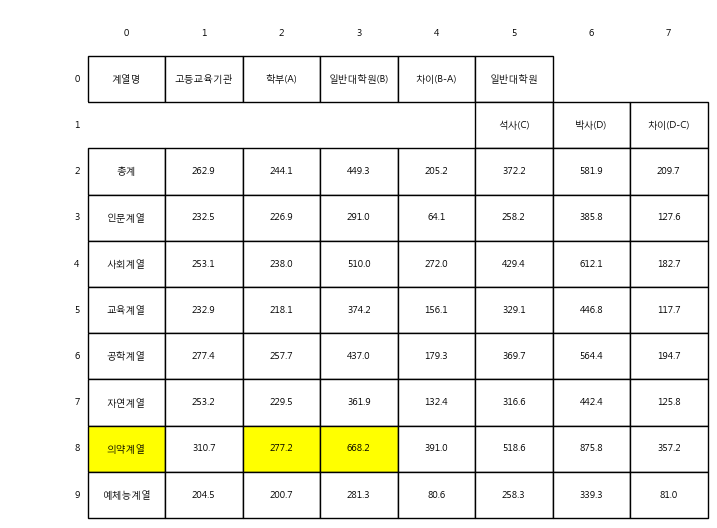 0 1 2 3 4 5 6 7
0 계열명 고등교육기관 학부(A) 일반대학원(B) 차이(B-A) 일반대학원
1 석사(C) 박사(D) 차이(D-C)
2 총계 262.9 244.1 449.3 205.2 372.2 581.9 209.7
3 인문계열 232.5 226.9 291.0 64.1 258.2 385.8 127.6
4 사회계열 253.1 238.0 510.0 272.0 429.4 612.1 182.7
5 교육계열 232.9 218.1 374.2 156.1 329.1 446.8 117.7
6 공학계열 277.4 257.7 437.0 179.3 369.7 564.4 194.7
7 자연계열 253.2 229.5 361.9 132.4 316.6 442.4 125.8
8 의약계열 310.7 277.2 668.2 391.0 518.6 875.8 357.2
9 예체능계열 204.5 200.7 281.3 80.6 258.3 339.3 81.0